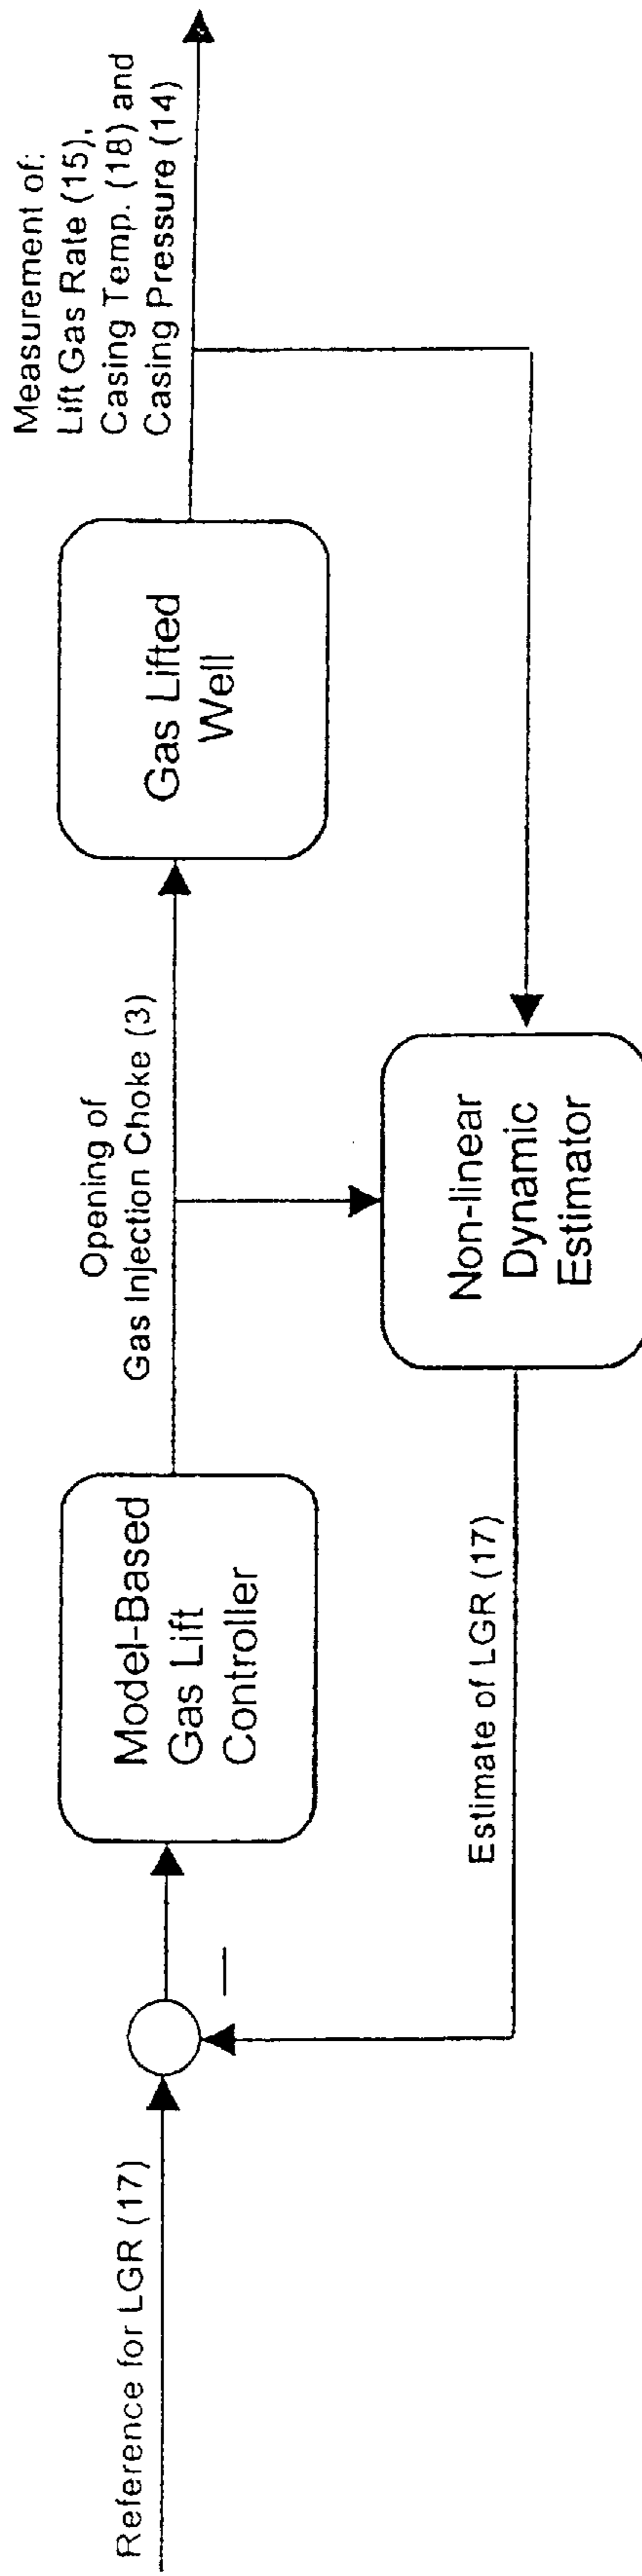 Reference for LGR (17)
Model-Based
Gas Lift
Controller
Opening of
Gas Injection Choke (3)
Gas Lifted
Well
Measurement of:
Lift Gas Rate (15),
Casing Temp. (18) and
Casing Pressure (14)
Estimate of LGR (17)
Non-linear
Dynamic
Estimator